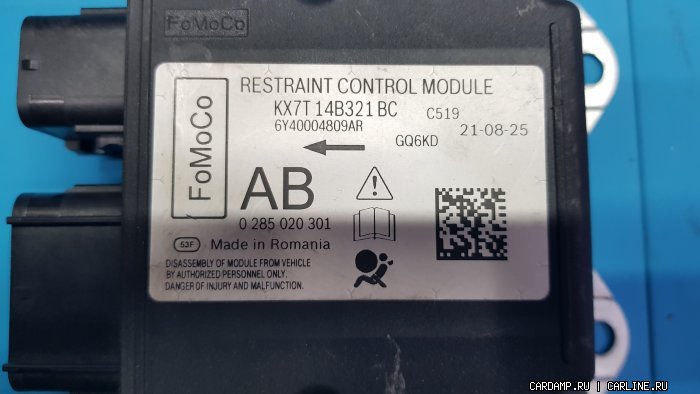 FoMoCo
FoMoCo
RESTRAINT CONTROL MODULE
KX7T 14B321 BC C519
6Y40004809AR
GQ6KD 21-08-25
AB
0 285 020 301
53F Made in Romania
DISASSEMBLY OF MODULE FROM VEHICLE
BY AUTHORIZED PERSONNEL ONLY.
DANGER OF INJURY AND MALFUNCTION.
CARDAMP.RU | CARLINE.RU